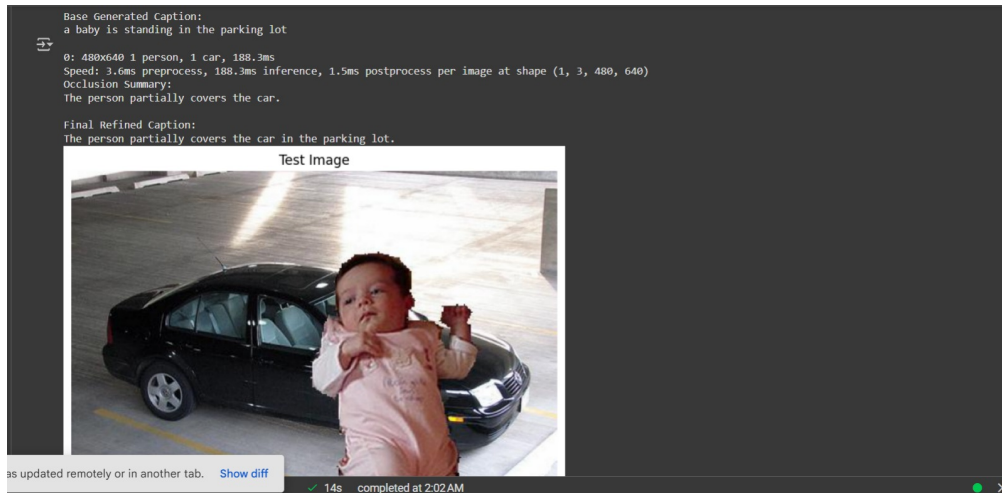 Base Generated Caption:
a baby is standing in the parking lot
0: 480x640 1 person, 1 car, 188.3ms
Speed: 3.6ms preprocess, 188.3ms inference, 1.5ms postprocess per image at shape (1, 3, 480, 640)
Occlusion Summary:
The person partially covers the car.
Final Refined Caption:
The person partially covers the car in the parking lot.
Test Image
as updated remotely or in another tab. Show diff
14s completed at 2:02 AM